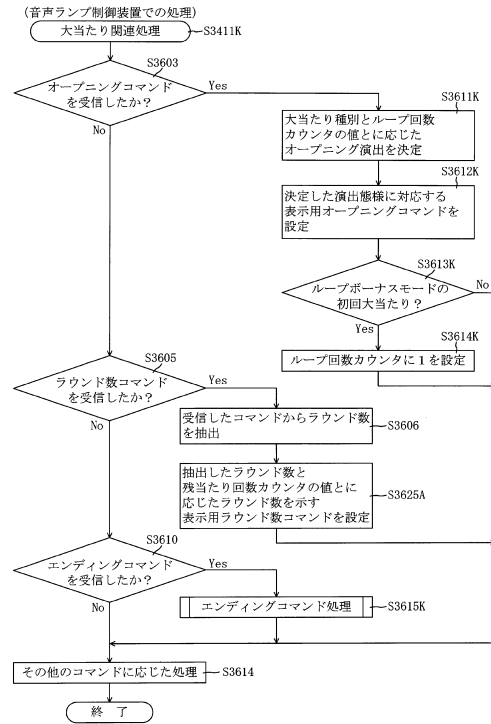 (音声ランプ制御装置での処理)
大当たり関連処理
S3411K
S3603
オープニングコマンド
を受信したか?
Yes
No
S3611K
大当たり種別とループ回数
カウンタの値とに応じた
オープニング演出を決定
S3612K
決定した演出態様に対応する
表示用オープニングコマンドを
設定
S3613K
ループボーナスモードの
初回大当たり?
No
Yes
S3614K
ループ回数カウンタに1を設定
S3605
ラウンド数コマンド
を受信したか?
Yes
No
受信したコマンドからラウンド数
を抽出
S3606
抽出したラウンド数と
残当たり回数カウンタの値とに
応じたラウンド数を示す
表示用ラウンド数コマンドを設定
S3625A
S3610
エンディングコマンド
を受信したか?
Yes
No
エンディングコマンド処理
S3615K
その他のコマンドに応じた処理
S3614
終 了